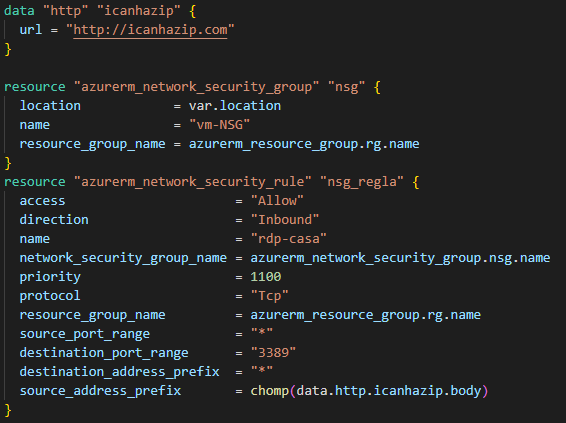 data "http" "icanhazip" {
  url = "http://icanhazip.com"
}

resource "azurerm_network_security_group" "nsg" {
  location            = var.location
  name                = "vm-NSG"
  resource_group_name = azurerm_resource_group.rg.name
}
resource "azurerm_network_security_rule" "nsg_regla" {
  access                      = "Allow"
  direction                   = "Inbound"
  name                        = "rdp-casa"
  network_security_group_name = azurerm_network_security_group.nsg.name
  priority                    = 1100
  protocol                    = "Tcp"
  resource_group_name         = azurerm_resource_group.rg.name
  source_port_range           = "*"
  destination_port_range      = "3389"
  destination_address_prefix  = "*"
  source_address_prefix       = chomp(data.http.icanhazip.body)
}